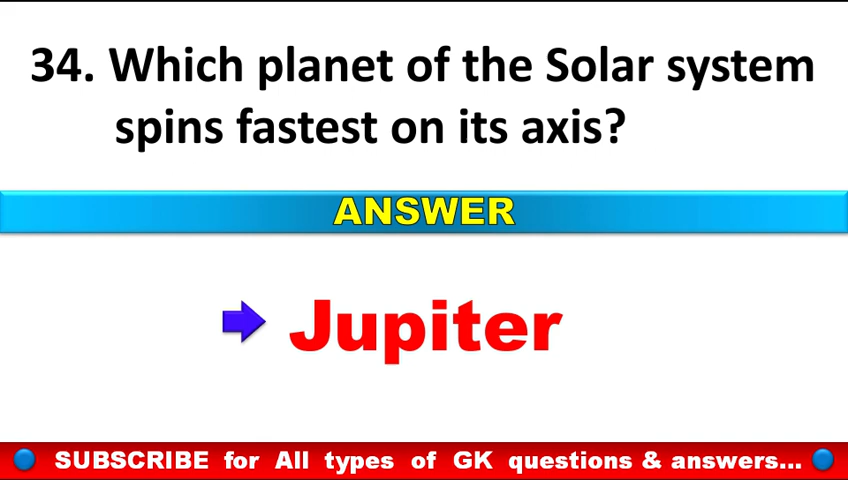 34. Which planet of the Solar system
spins fastest on its axis?
ANSWER
Jupiter
SUBSCRIBE for All types of GK questions & answers...